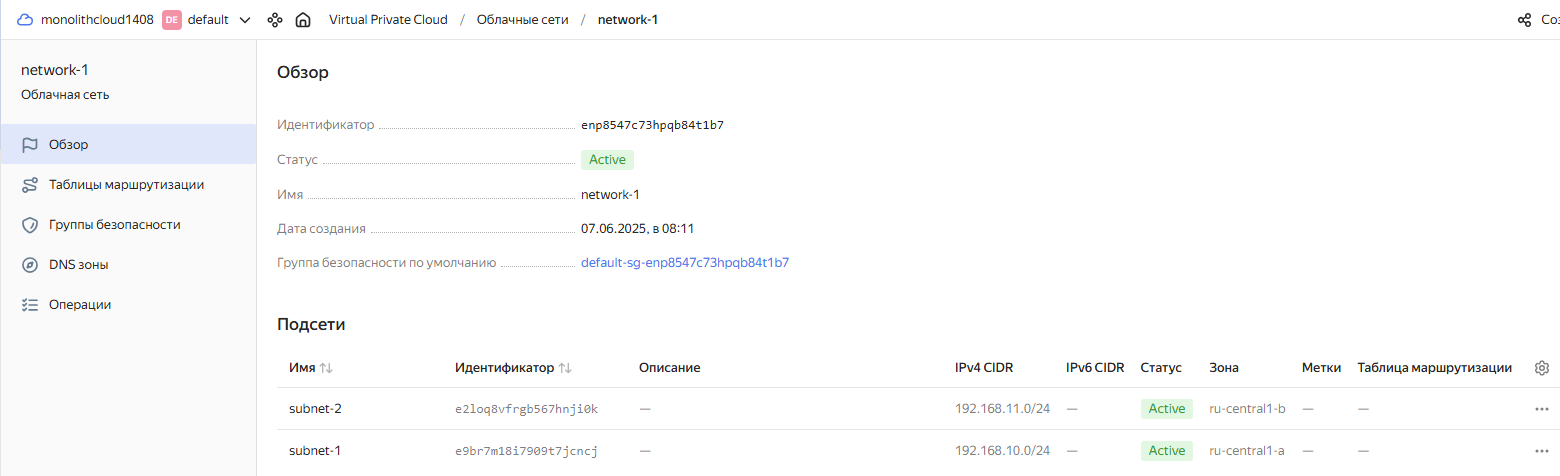 monolithcloud1408 DE default Virtual Private Cloud / Облачные сети / network-1 Соз
network-1
Облачная сеть
Обзор
Таблицы маршрутизации
Группы безопасности
DNS зоны
Операции
Обзор
Идентификатор enp8547c73hpqb84t1b7
Статус Active
Имя network-1
Дата создания 07.06.2025, в 08:11
Группа безопасности по умолчанию default-sg-enp8547c73hpqb84t1b7
Подсети
Имя Идентификатор Описание IPv4 CIDR IPv6 CIDR Статус Зона Метки Таблица маршрутизации
subnet-2 e2loq8vfrgb567hnji0k — 192.168.11.0/24 — Active ru-central1-b — —
subnet-1 e9br7m18i7909t7jcncj — 192.168.10.0/24 — Active ru-central1-a — —